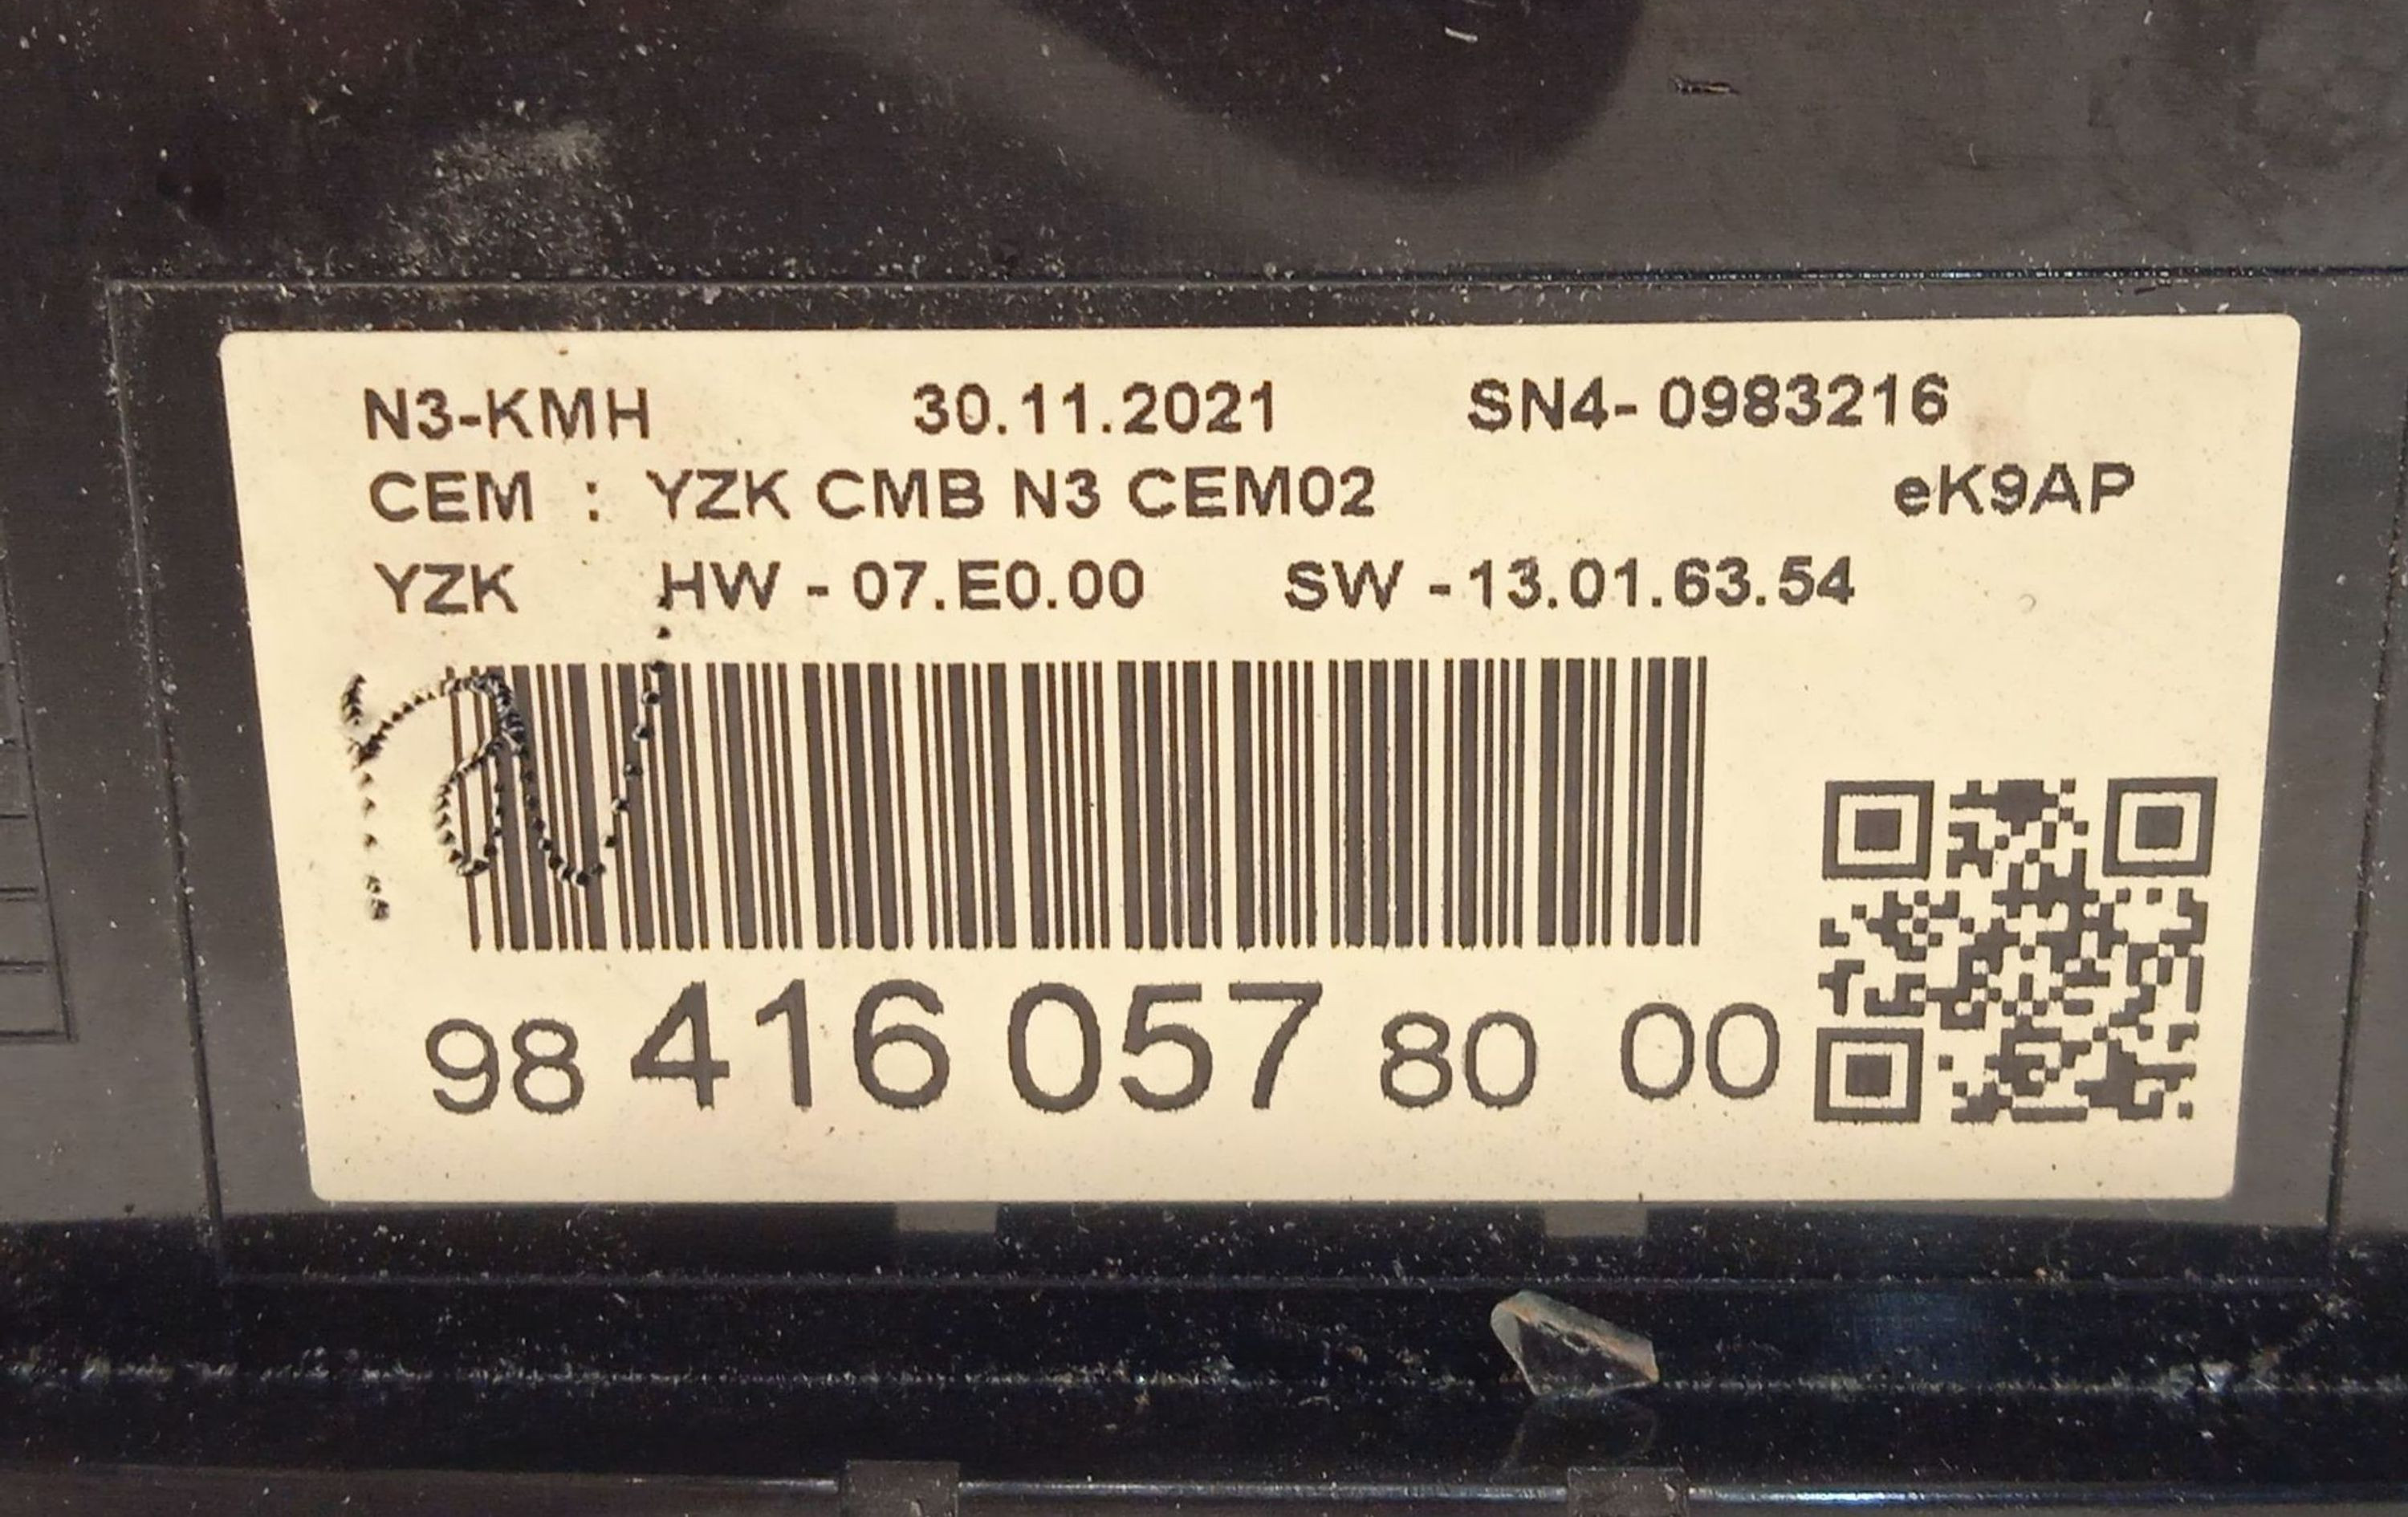 N3-KMH 30.11.2021 SN4- 0983216
CEM : YZK CMB N3 CEM02 eK9AP
YZK HW - 07.E0.00 SW - 13.01.63.54
98 416 057 80 00